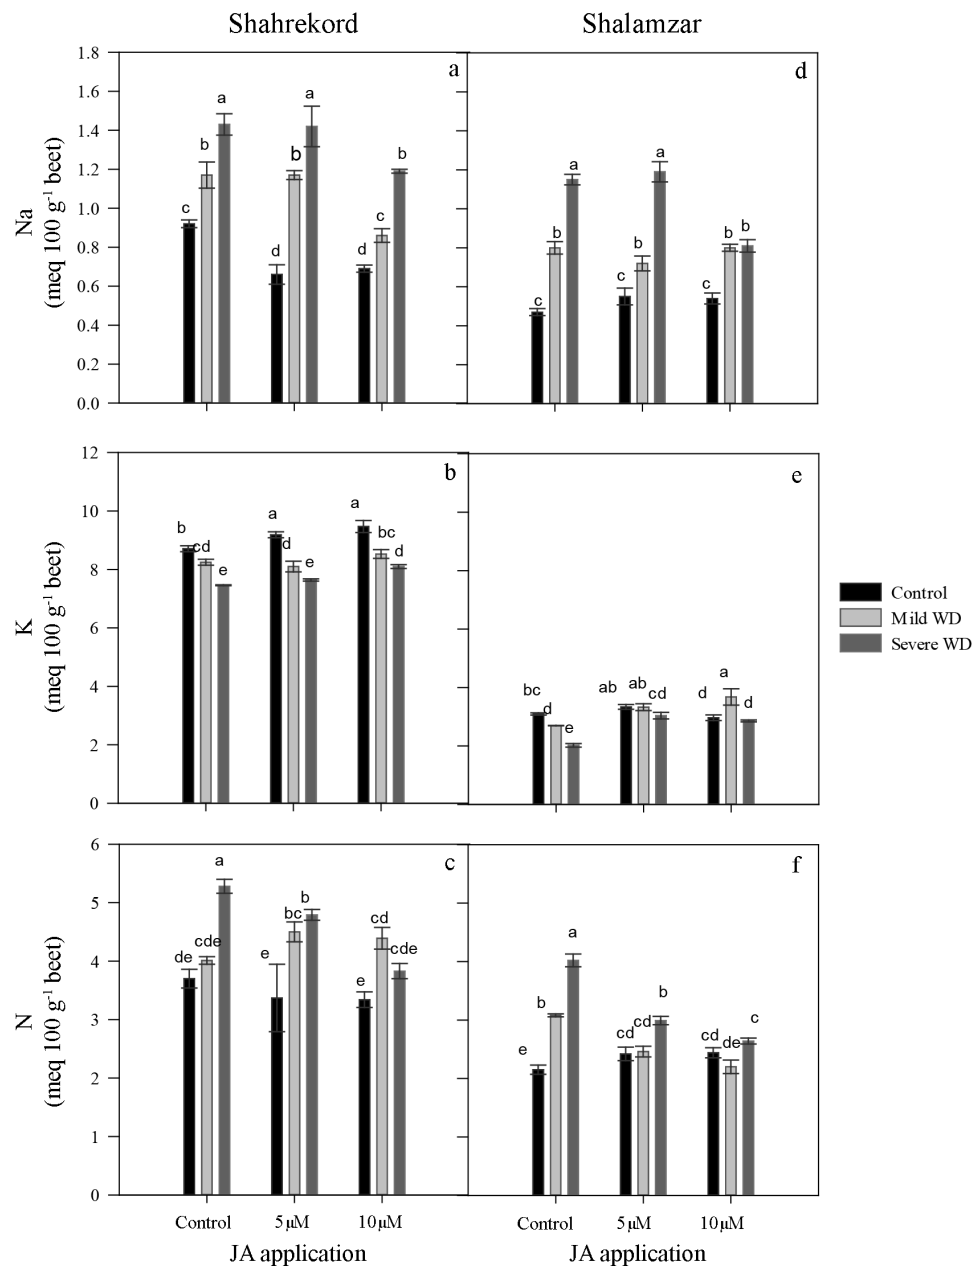 Shahrekord
Shalamzar
Na
(meq 100 g⁻¹ beet)
1.8
1.6
1.4
1.2
1.0
0.8
0.6
0.4
0.2
0.0
a
c
b
a
d
b
a
d
c
b
d
c
b
a
c
b
a
c
b
b
K
(meq 100 g⁻¹ beet)
12
10
8
6
4
2
0
b
b
cd
e
a
d
e
a
bc
d
e
bc
d
e
ab
ab
cd
d
a
d
Control
Mild WD
Severe WD
N
(meq 100 g⁻¹ beet)
6
5
4
3
2
1
0
c
de
cde
a
e
bc
b
e
cd
cde
f
e
b
a
cd
cd
b
cd
de
c
Control
5 µM
10 µM
Control
5 µM
10 µM
JA application
JA application